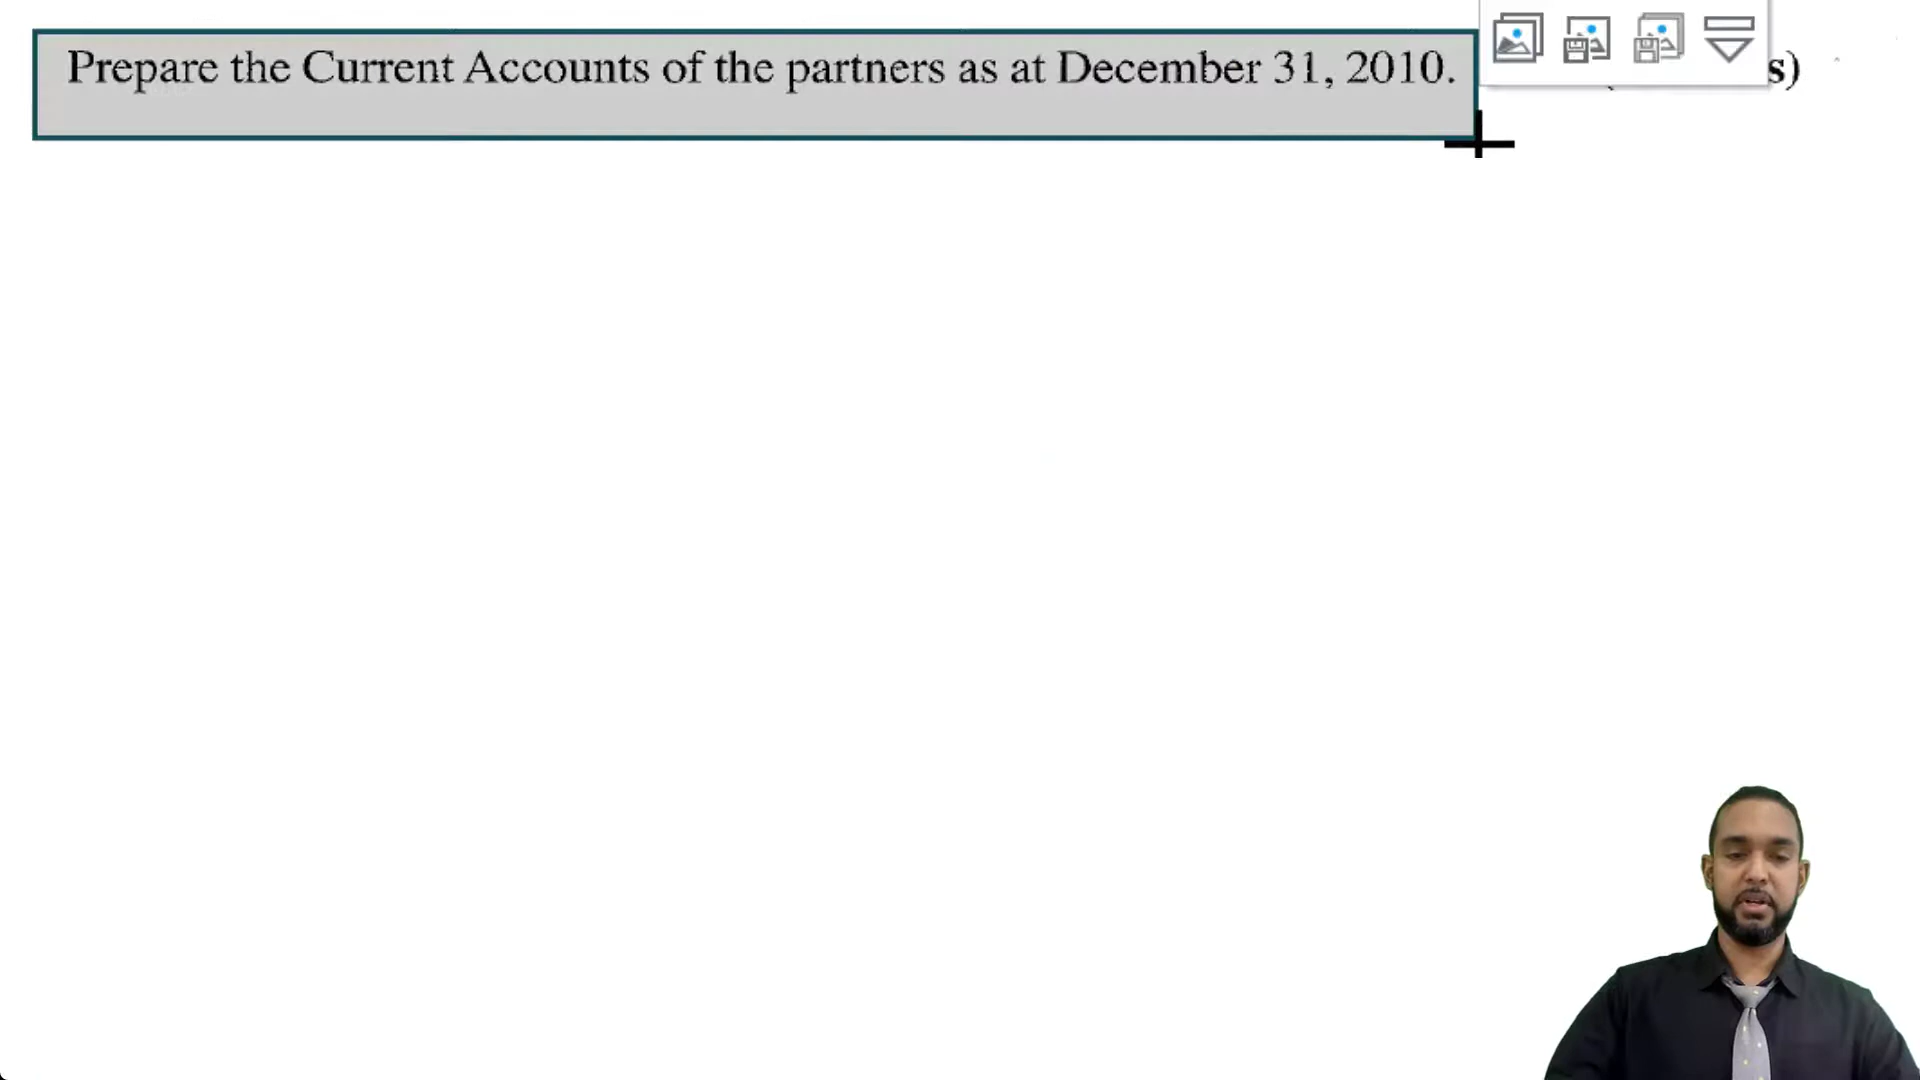 Prepare the Current Accounts of the partners as at December 31, 2010. s)